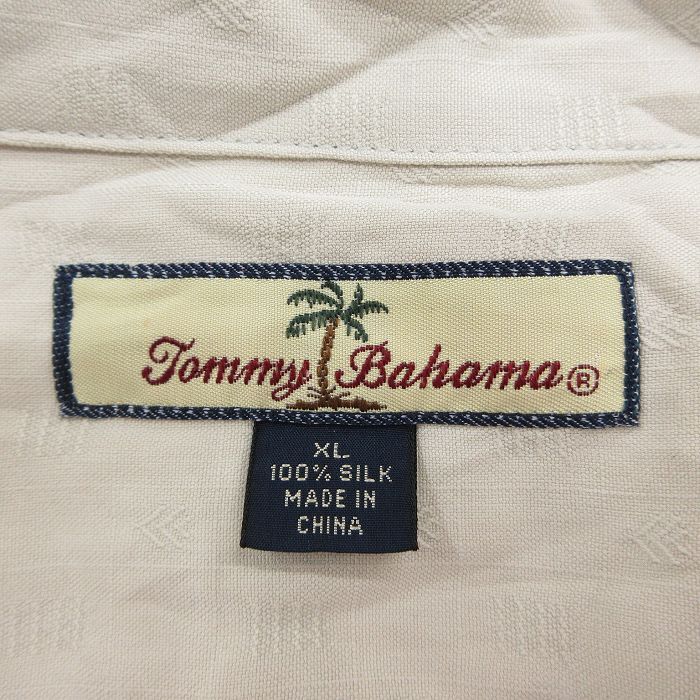 Tommy Bahama®
XL
100% SILK
MADE IN
CHINA